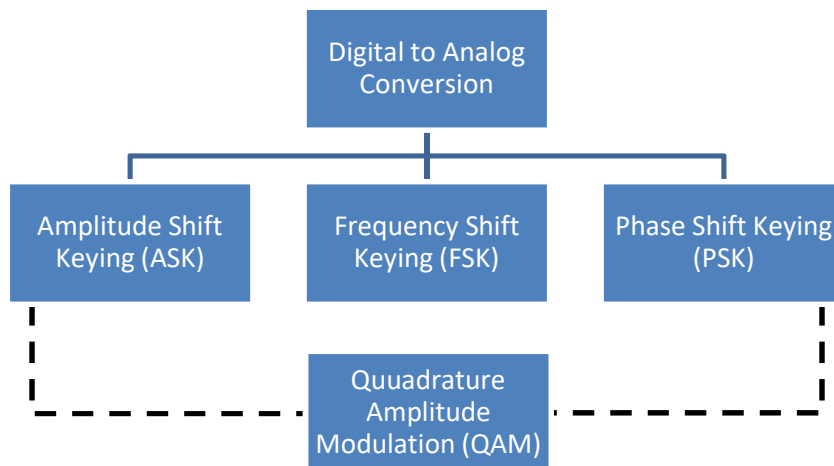 Digital to Analog
Conversion
Amplitude Shift
Keying (ASK)
Frequency Shift
Keying (FSK)
Phase Shift Keying
(PSK)
Quuadrature
Amplitude
Modulation (QAM)